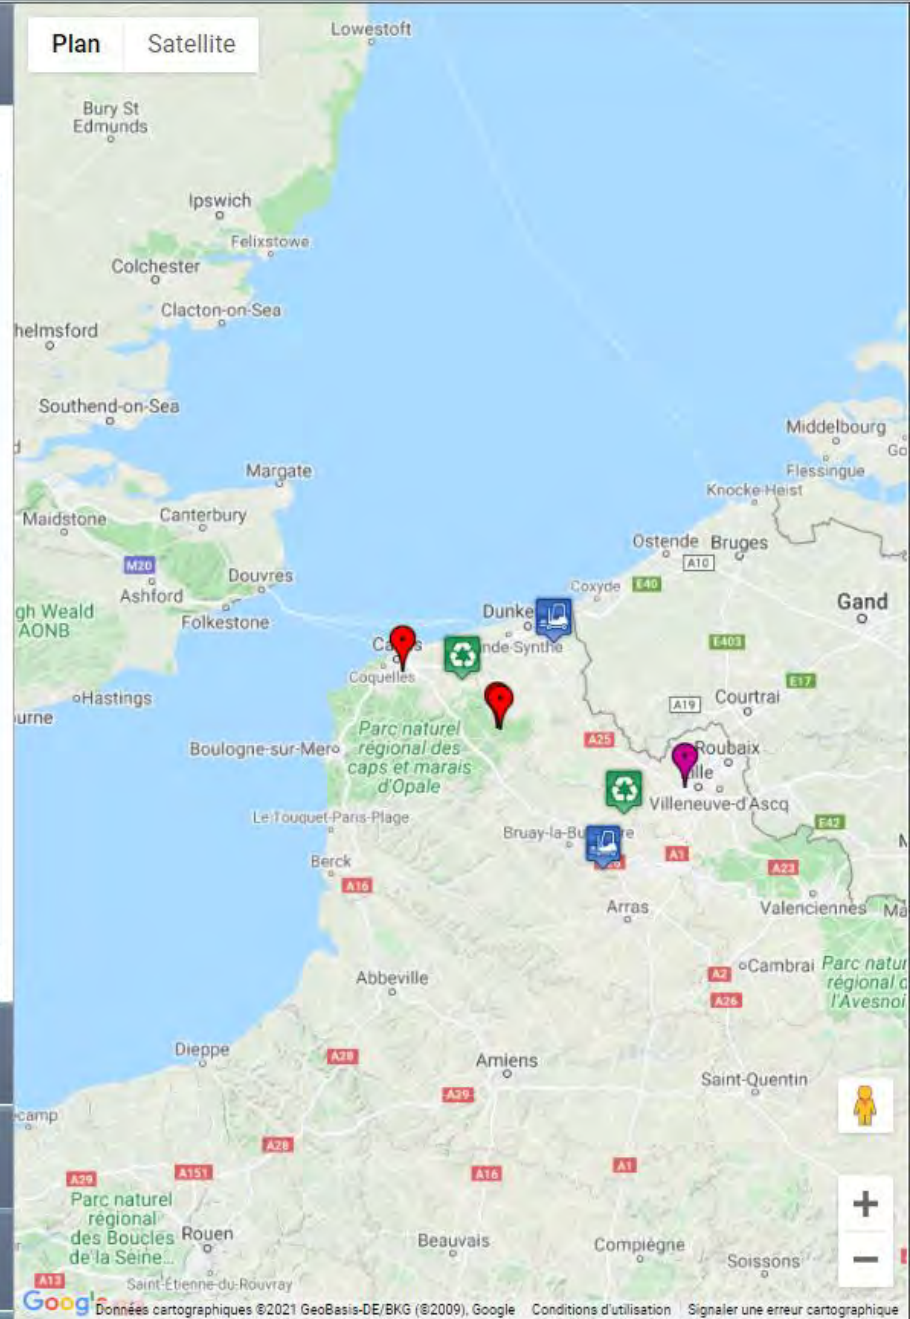 Plan Satellite
Lowestoft
Bury St
Edmunds
Ipswich
Felixstowe
Colchester
Clacton-on-Sea
helmsford
Southend-on-Sea
Middelbourg
Go
Flessingue
Margate
Knocke-Heist
Maidstone
Canterbury
Ostende
Bruges
A10
M20
Ashford
Douvres
Coxyde
E40
Gand
gh Weald
AONB
Folkestone
Dunke
nde-Synthe
E403
Coquelles
E17
Hastings
urne
A19
Courtrai
Parc naturel
régional des
caps et marais
d'Opale
Boulogne-sur-Mer
A25
Roubaix
lle
Villeneuve-d'Ascq
Le Touquet-Paris-Plage
E42
Bruay-la-Bu
re
Berck
A1
A23
A16
Arras
Valenciennes
Cambrai
Parc natur
régional d
l'Avesnoi
A2
A26
Abbeville
Dieppe
A28
Amiens
Saint-Quentin
A29
ecamp
A28
A29
A151
A16
A1
Parc naturel
régional
des Boucles
de la Seine...
Rouen
Beauvais
Compiègne
Soissons
A13
Saint-Étienne-du-Rouvray
Données cartographiques ©2021 GeoBasis-DE/BKG (©2009), Google Conditions d'utilisation Signaler une erreur cartographique